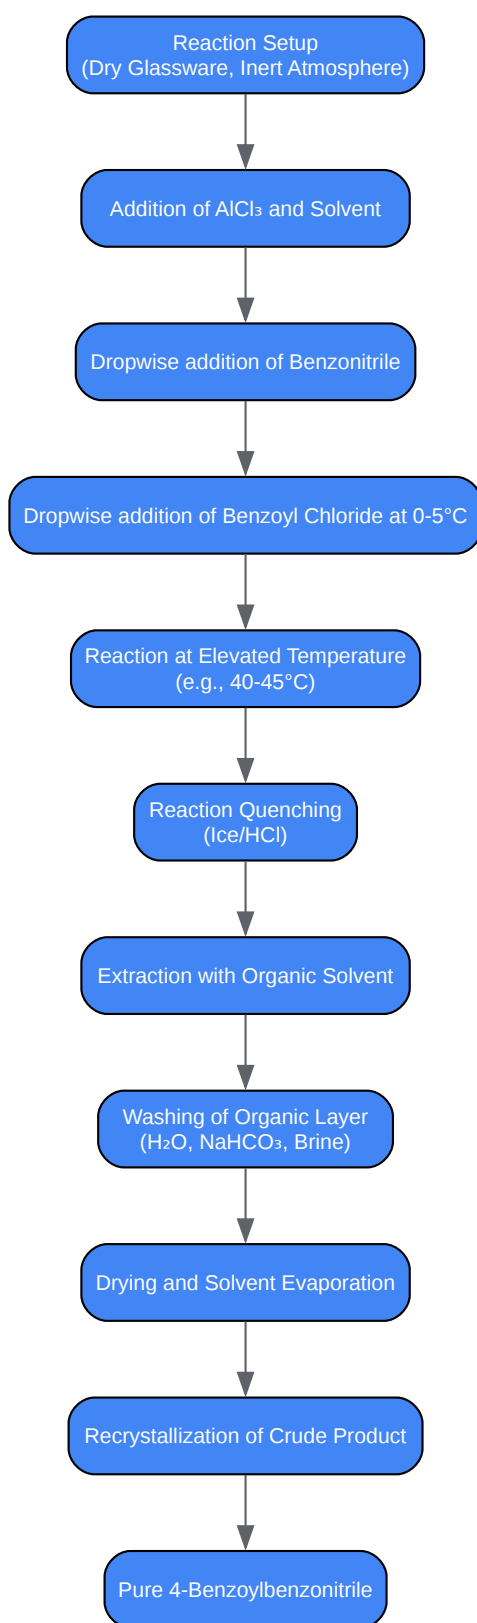 Reaction Setup
(Dry Glassware, Inert Atmosphere)
Addition of AlCl₃ and Solvent
Dropwise addition of Benzonitrile
Dropwise addition of Benzoyl Chloride at 0-5°C
Reaction at Elevated Temperature
(e.g., 40-45°C)
Reaction Quenching
(Ice/HCl)
Extraction with Organic Solvent
Washing of Organic Layer
(H₂O, NaHCO₃, Brine)
Drying and Solvent Evaporation
Recrystallization of Crude Product
Pure 4-Benzoylbenzonitrile